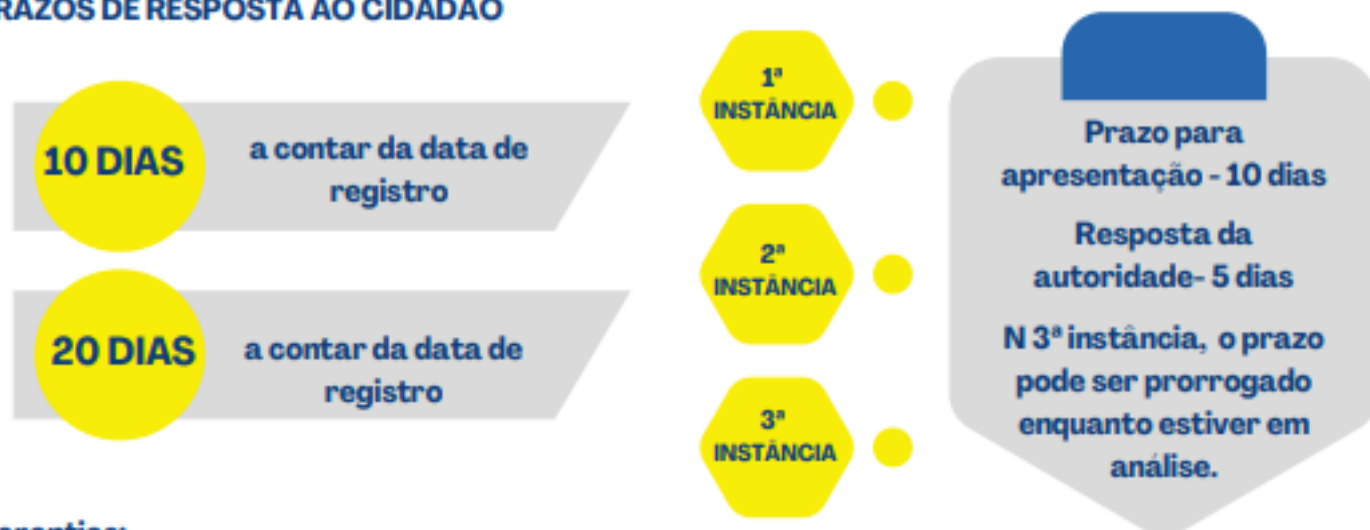 RAZOS DE RESPOSTA AO CIDADÃO
10 DIAS
a contar da data de
registro
20 DIAS
a contar da data de
registro
1ª
INSTÂNCIA
2ª
INSTÂNCIA
3ª
INSTÂNCIA
Prazo para
apresentação - 10 dias
Resposta da
autoridade- 5 dias
N 3ª instância, o prazo
pode ser prorrogado
enquanto estiver em
análise.